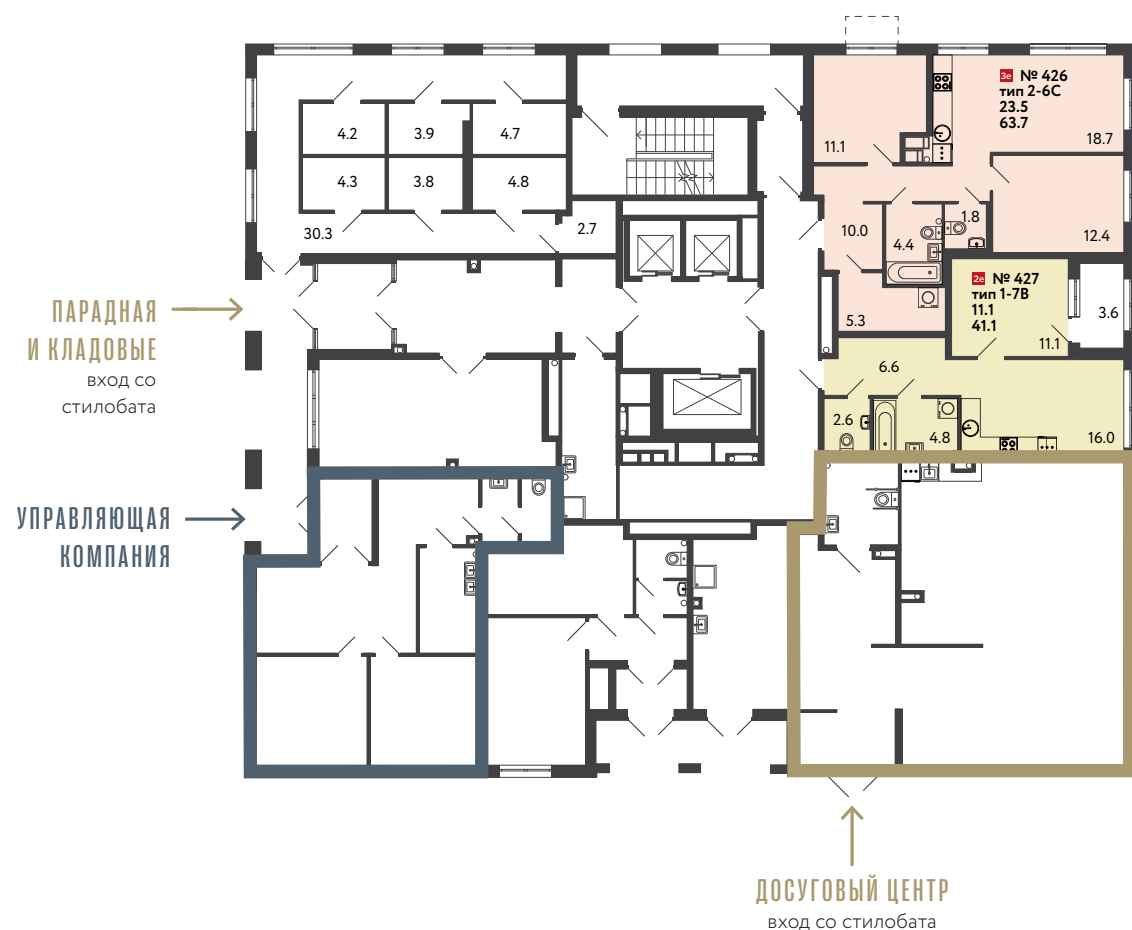 3е № 426
тип 2-6С
23.5
63.7
18.7
11.1
4.2
3.9
4.7
4.3
3.8
4.8
30.3
2.7
10.0
4.4
1.8
12.4
5.3
2е № 427
тип 1-7В
11.1
41.1
11.1
3.6
6.6
2.6
4.8
16.0
ПАРАДНАЯ
И КЛАДОВЫЕ
вход со
стилобата
УПРАВЛЯЮЩАЯ
КОМПАНИЯ
ДОСУГОВЫЙ ЦЕНТР
вход со стилобата